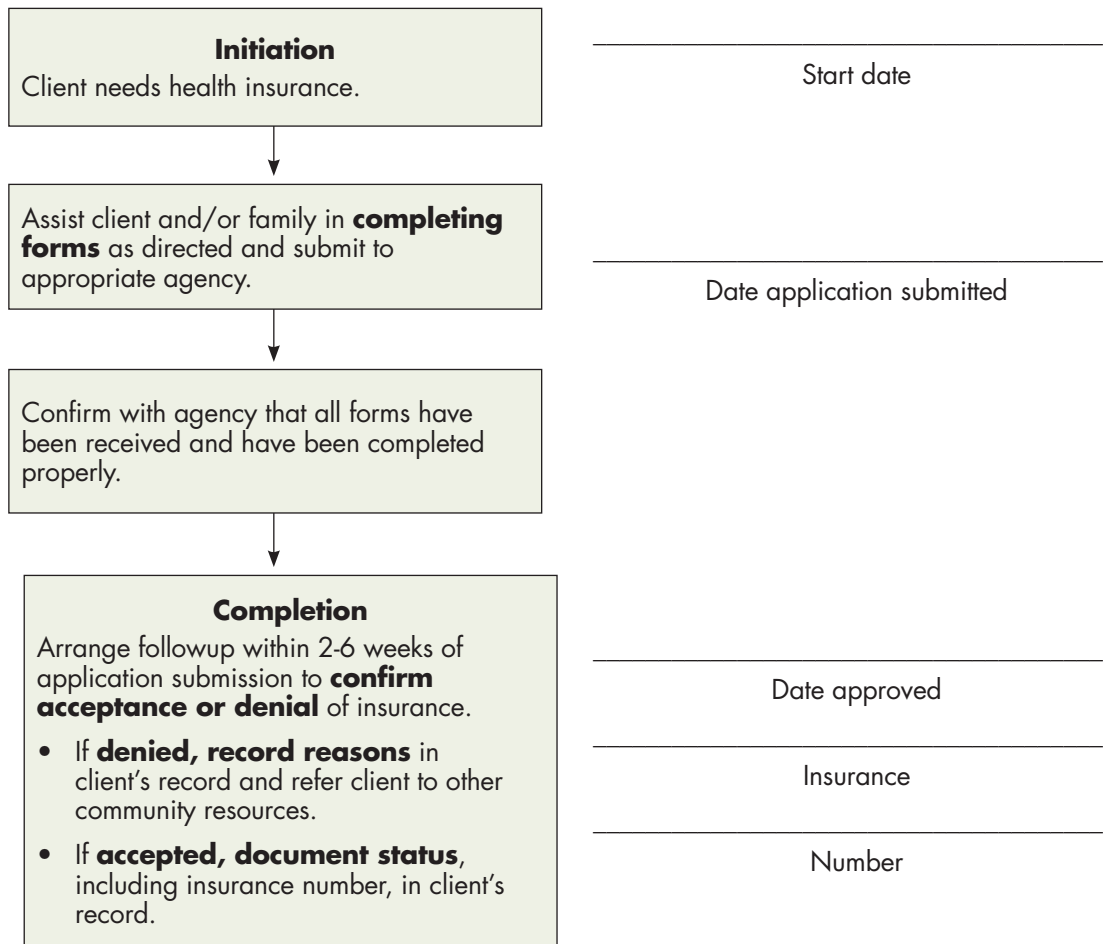 Initiation
Client needs health insurance.
Start date
Assist client and/or family in completing
forms as directed and submit to
appropriate agency.
Date application submitted
Confirm with agency that all forms have
been received and have been completed
properly.
Completion
Arrange followup within 2-6 weeks of
application submission to confirm
acceptance or denial of insurance.
• If denied, record reasons in
client’s record and refer client to other
community resources.
• If accepted, document status,
including insurance number, in client’s
record.
Date approved
Insurance
Number